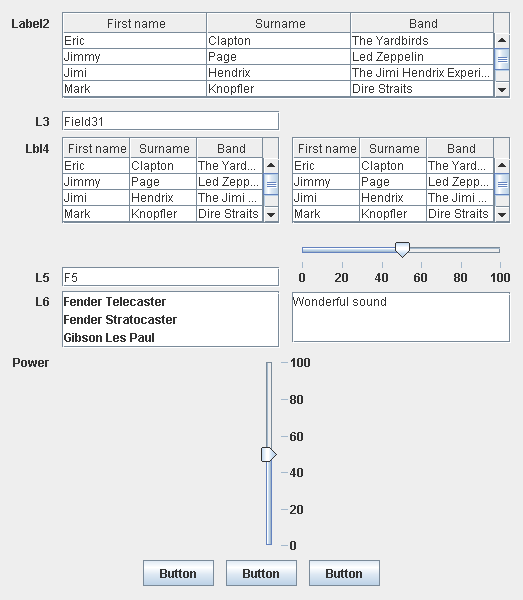 Label2 First name Surname Band
Eric Clapton The Yardbirds
Jimmy Page Led Zeppelin
Jimi Hendrix The Jimi Hendrix Experi...
Mark Knopfler Dire Straits
L3 Field31
Lbl4 First name Surname Band First name Surname Band
Eric Clapton The Yard... Eric Clapton The Yard...
Jimmy Page Led Zepp... Jimmy Page Led Zepp...
Jimi Hendrix The Jimi ... Jimi Hendrix The Jimi ...
Mark Knopfler Dire Straits Mark Knopfler Dire Straits
L5 F5 0 20 40 60 80 100
L6 Fender Telecaster Wonderful sound
Fender Stratocaster
Gibson Les Paul
Power 100
80
60
40
20
0
Button Button Button